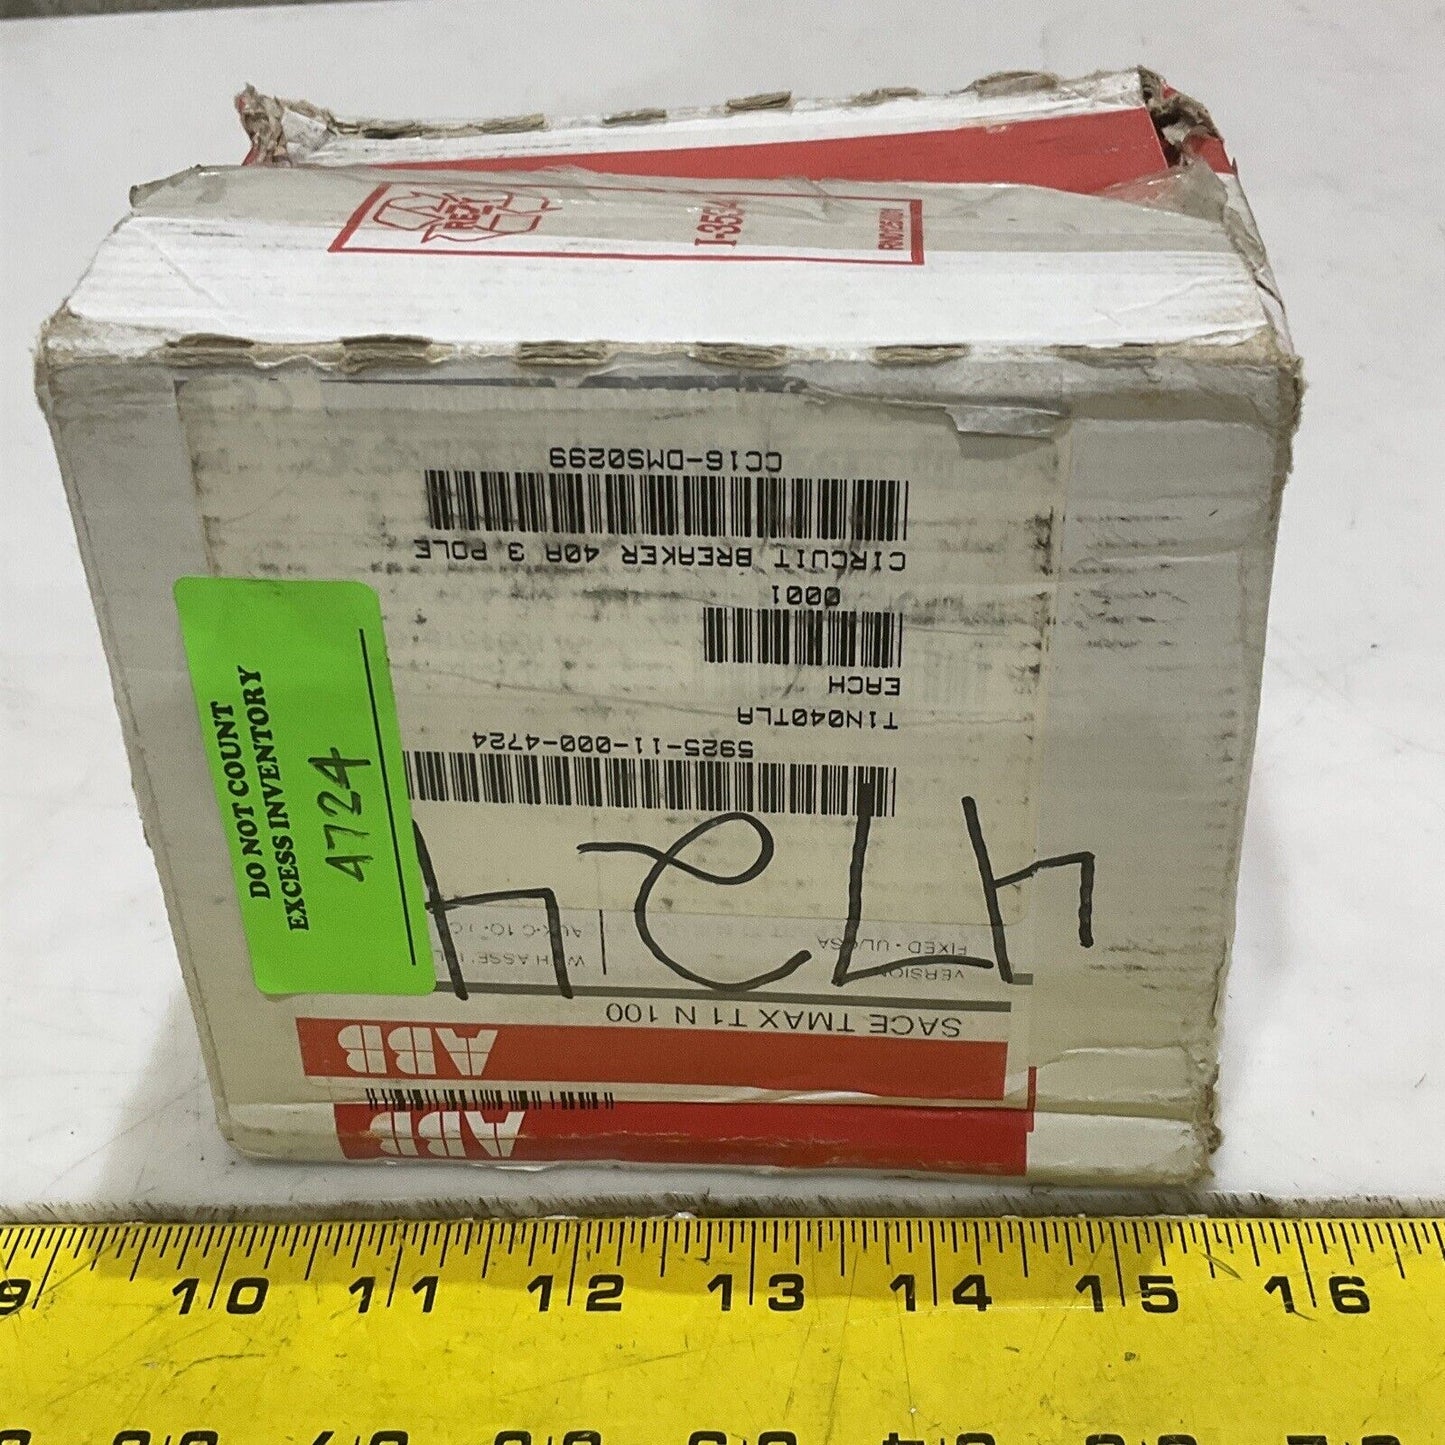 REZY
I-3534
ABB
ABB
SACE TMAX T1 N 100
VERSION
FIXED - UL/CSA
4724
5925-11-000-4724
T1N040TLA
EACH
0001
CIRCUIT BREAKER 40A 3 POLE
CC16-DMS0299
DO NOT COUNT
EXCESS INVENTORY
4724
9 10 11 12 13 14 15 16